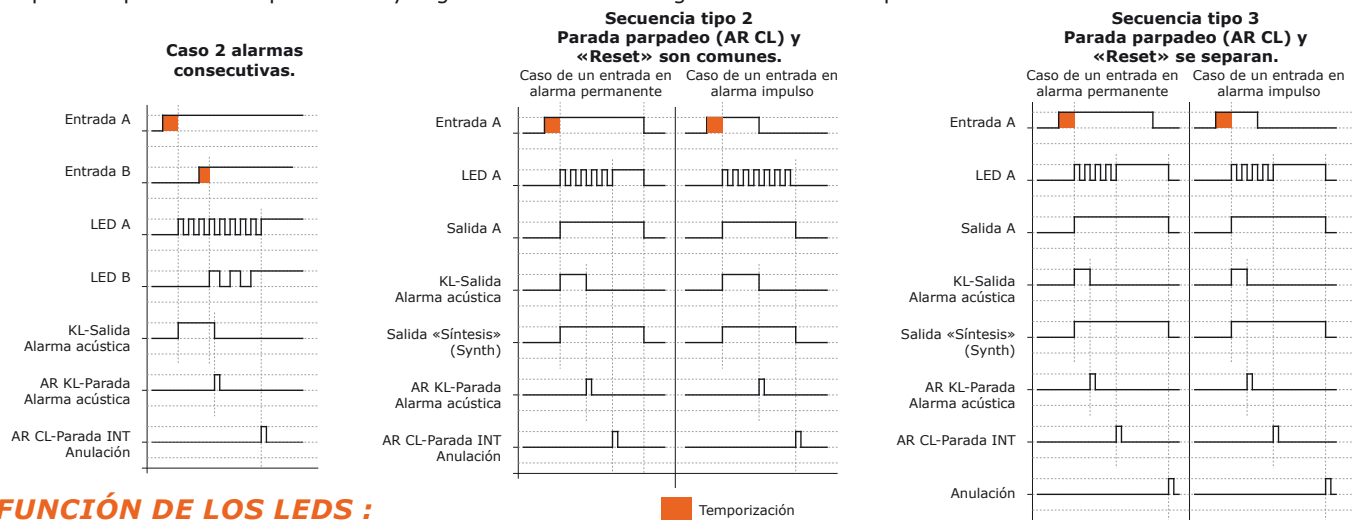 Caso 2 alarmas
consecutivas.
Entrada A
Entrada B
LED A
LED B
KL-Salida
Alarma acústica
AR KL-Parada
Alarma acústica
AR CL-Parada INT
Anulación
Secuencia tipo 2
Parada parpadeo (AR CL) y
«Reset» son comunes.
Caso de un entrada en
alarma permanente
Caso de un entrada en
alarma impulso
Entrada A
LED A
Salida A
KL-Salida
Alarma acústica
Salida «Síntesis»
(Synth)
AR KL-Parada
Alarma acústica
AR CL-Parada INT
Anulación
Secuencia tipo 3
Parada parpadeo (AR CL) y
«Reset» se separan.
Caso de un entrada en
alarma permanente
Caso de un entrada en
alarma impulso
Entrada A
LED A
Salida A
KL-Salida
Alarma acústica
Salida «Síntesis»
(Synth)
AR KL-Parada
Alarma acústica
AR CL-Parada INT
Anulación
FUNCIÓN DE LOS LEDS :
Temporización